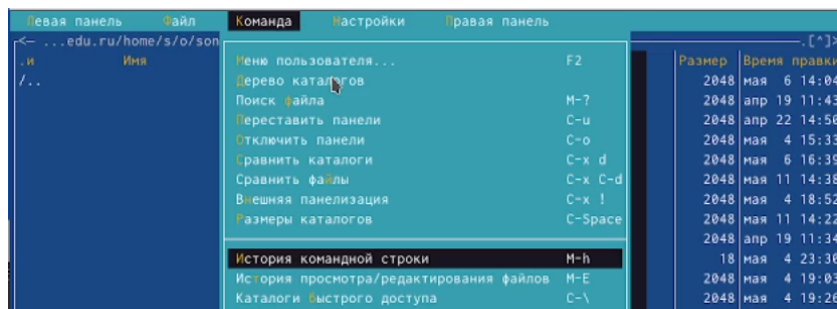 Левая панель Файл Команда Настройки Правая панель
<— ...edu.ru/home/s/o/son .[^]>
.и Имя Размер Время правки
/.. 2048 мая 6 14:04
Меню пользователя... F2
Дерево каталогов
Поиск файла M-? 2048 апр 19 11:43
Переставить панели C-u 2048 апр 22 14:50
Отключить панели C-o 2048 мая 4 15:33
Сравнить каталоги C-x d 2048 мая 6 16:39
Сравнить файлы C-x C-d 2048 мая 11 14:38
Внешняя панелизация C-x ! 2048 мая 4 18:52
Размеры каталогов C-Space 2048 мая 11 14:22
2048 апр 19 11:34
История командной строки M-h 18 мая 4 23:30
История просмотра/редактирования файлов M-E 2048 мая 4 19:03
Каталоги быстрого доступа C-\ 2048 мая 4 19:26